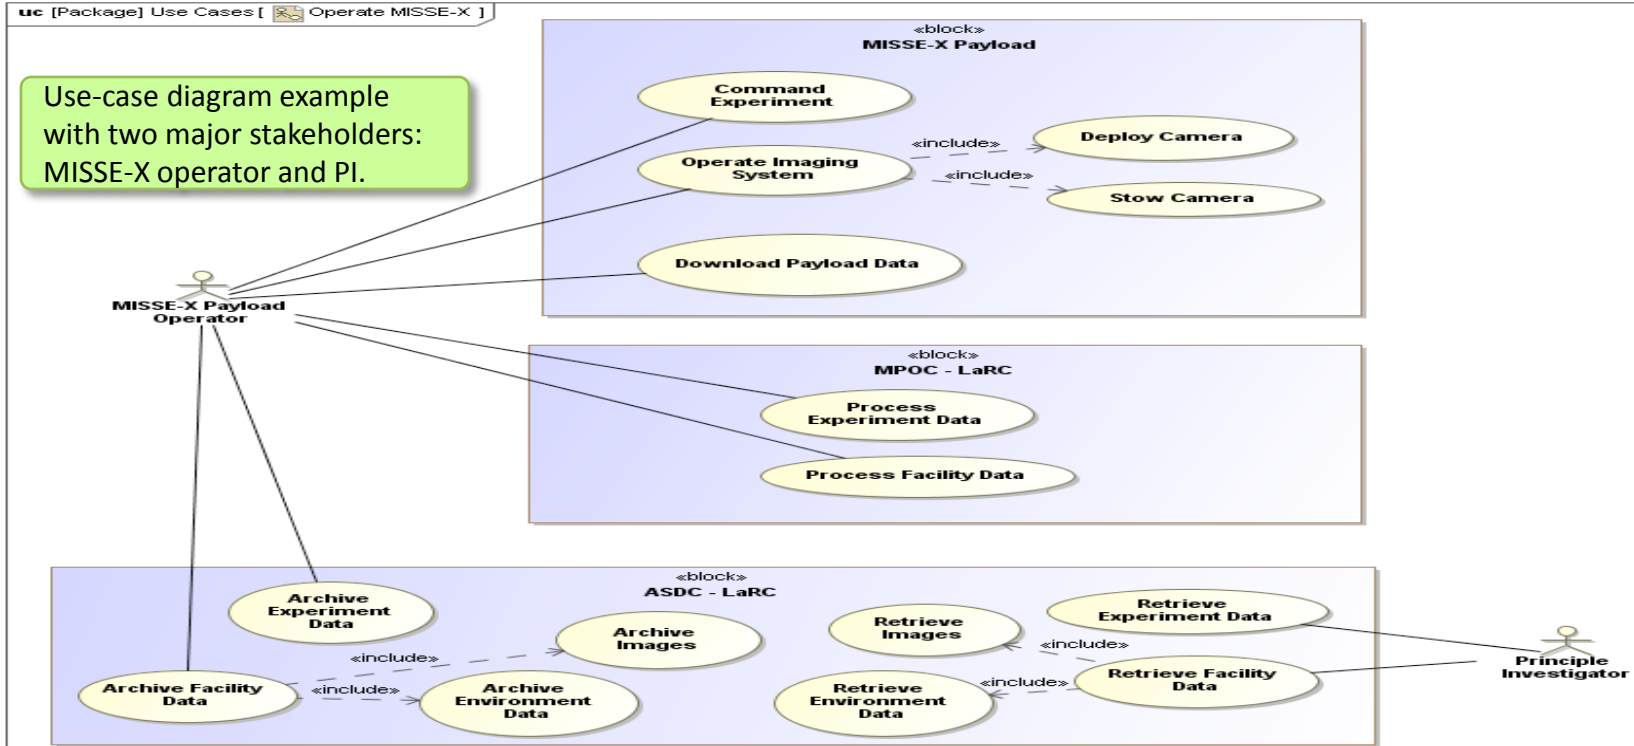 uc [Package] Use Cases [ Operate MISSE-X ]
Use-case diagram example
with two major stakeholders:
MISSE-X operator and PI.
«block»
MISSE-X Payload
Command
Experiment
Operate Imaging
System
«include»
Deploy Camera
«include»
Stow Camera
Download Payload Data
MISSE-X Payload
Operator
«block»
MPOC - LaRC
Process
Experiment Data
Process Facility Data
«block»
ASDC - LaRC
Archive
Experiment
Data
Archive
Images
Retrieve
Images
Retrieve
Experiment Data
«include»
«include»
Archive Facility
Data
«include»
Archive
Environment
Data
Retrieve
Environment
Data
«include»
Retrieve Facility
Data
Principle
Investigator